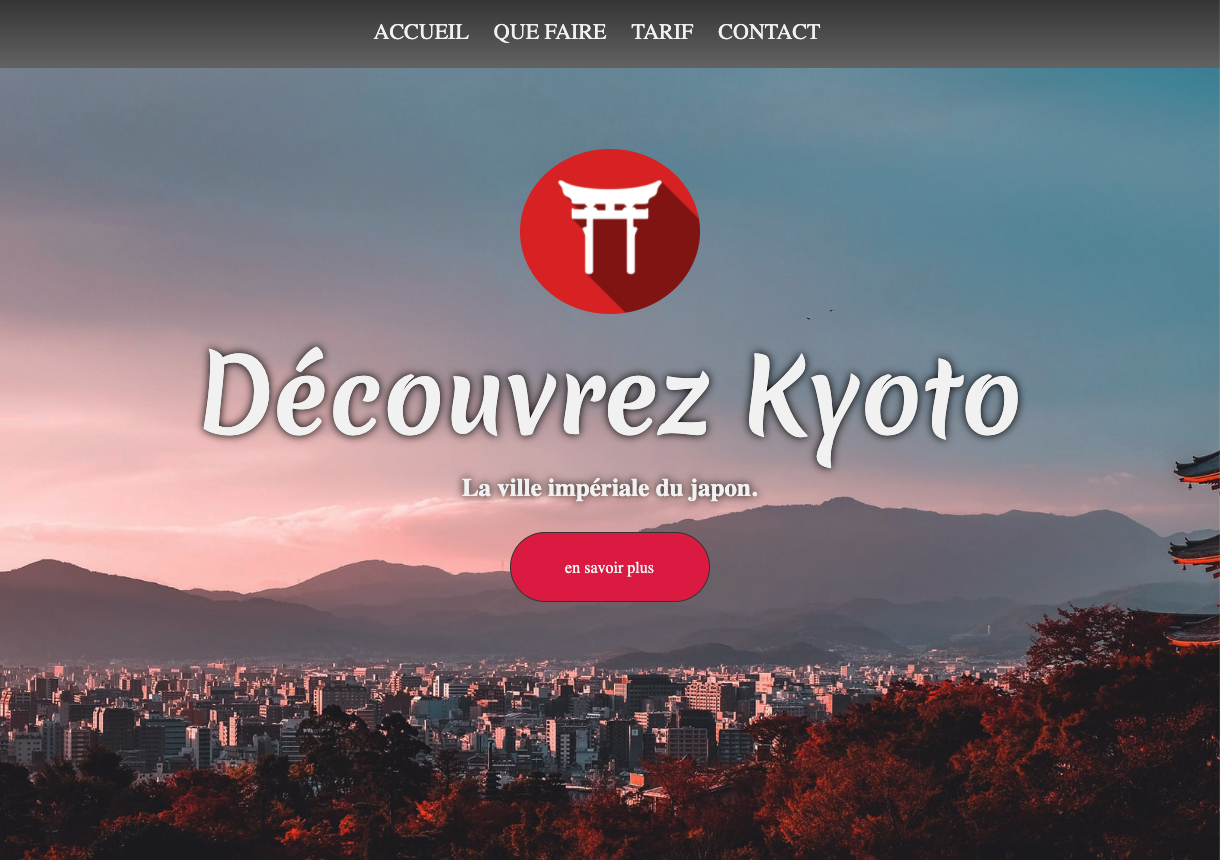 ACCUEIL QUE FAIRE TARIF CONTACT
Découvrez Kyoto
La ville impériale du japon.
en savoir plus